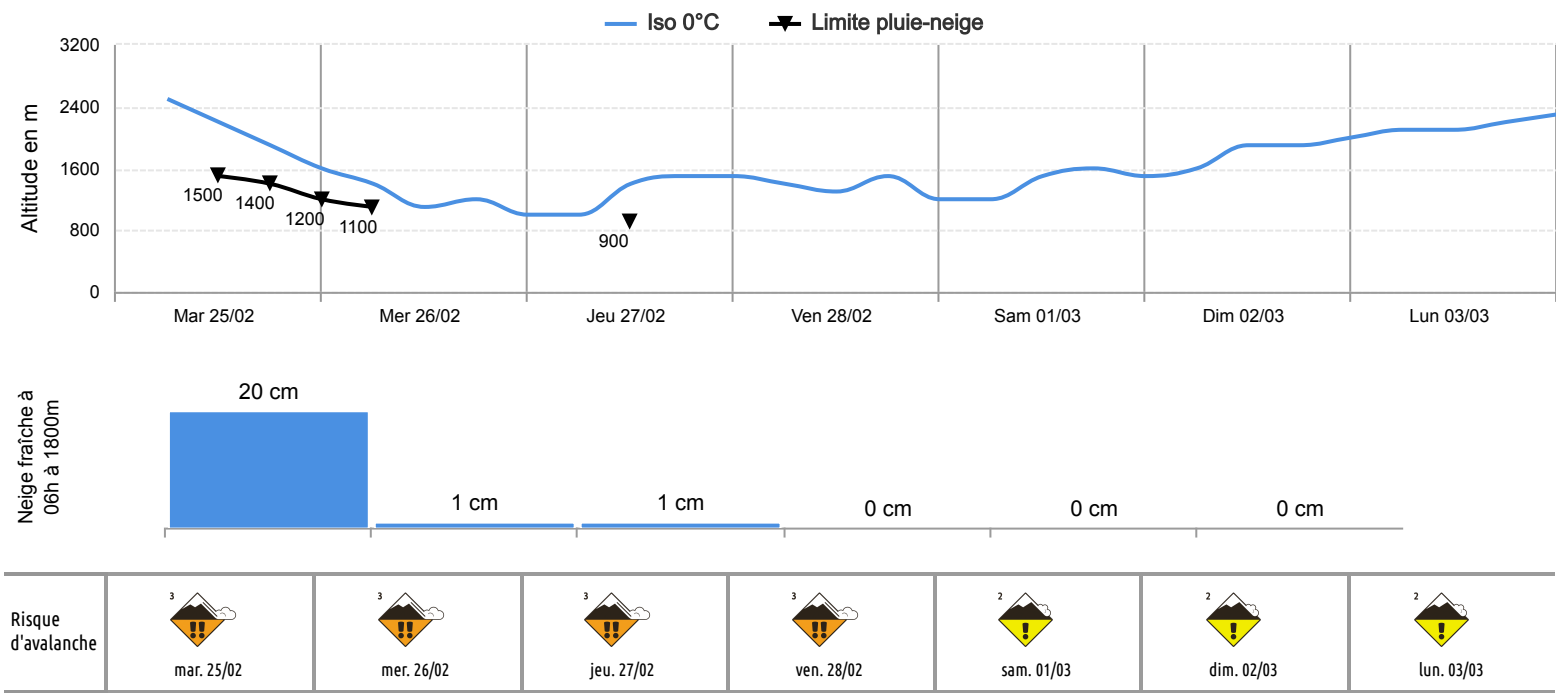 Iso 0°C Limite pluie-neige
Altitude en m
3200
2400
1600
800
0
1500
1400
1200
1100
900
Mar 25/02 Mer 26/02 Jeu 27/02 Ven 28/02 Sam 01/03 Dim 02/03 Lun 03/03
Neige fraîche à
06h à 1800m
20 cm 1 cm 1 cm 0 cm 0 cm 0 cm
Risque
d'avalanche
3 3 3 3 2 2 2
!! !! !! !! ! ! !
mar. 25/02 mer. 26/02 jeu. 27/02 ven. 28/02 sam. 01/03 dim. 02/03 lun. 03/03